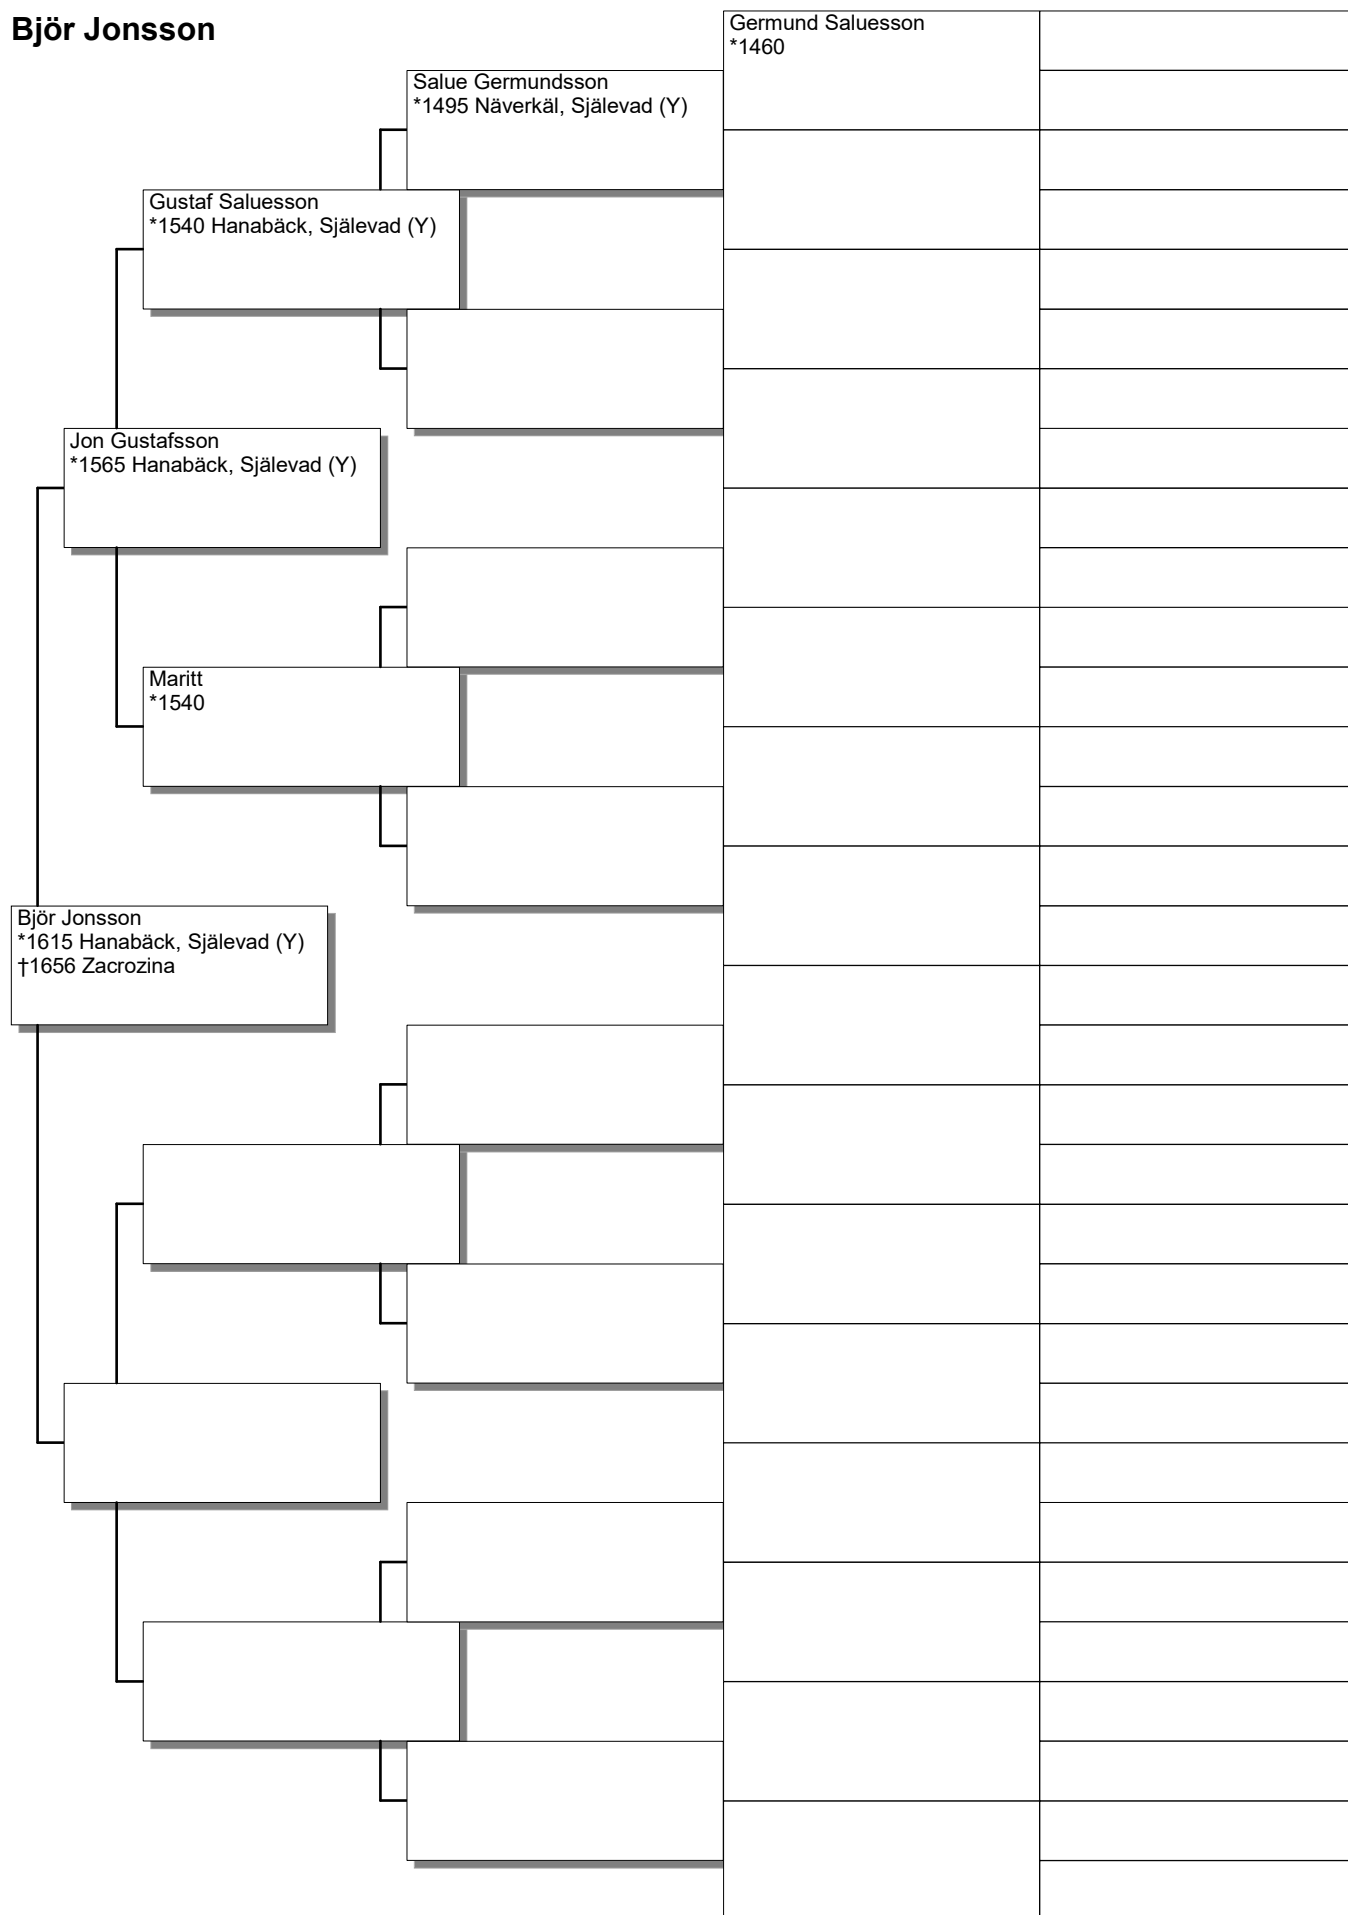 Björ Jonsson
Germund Saluesson
*1460
Salue Germundsson
*1495 Näverkäl, Själevad (Y)
Gustaf Saluesson
*1540 Hanabäck, Själevad (Y)
Jon Gustafsson
*1565 Hanabäck, Själevad (Y)
Maritt
*1540
Björ Jonsson
*1615 Hanabäck, Själevad (Y)
†1656 Zacrozina